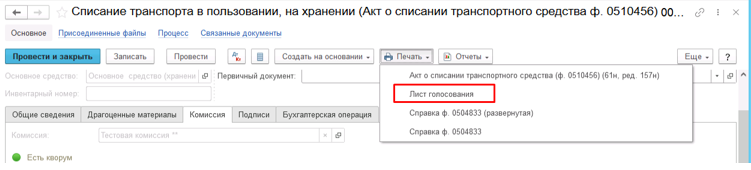 Списание транспорта в пользовании, на хранении (Акт о списании транспортного средства ф. 0510456) 00...
Основное Присоединенные файлы Процесс Связанные документы
Провести и закрыть Записать Провести Создать на основании Печать Отчеты Еще ?
Основное средство: Основное средство (хранени Первичный документ:
Акт о списании транспортного средства (ф. 0510456) (61н, ред. 157н)
Инвентарный номер:
Лист голосования
Общие сведения Драгоценные материалы Комиссия Подписи Бухгалтерская операция
Справка ф. 0504833 (развернутая)
Комиссия: Тестовая комиссия **
Справка ф. 0504833
Есть кворум